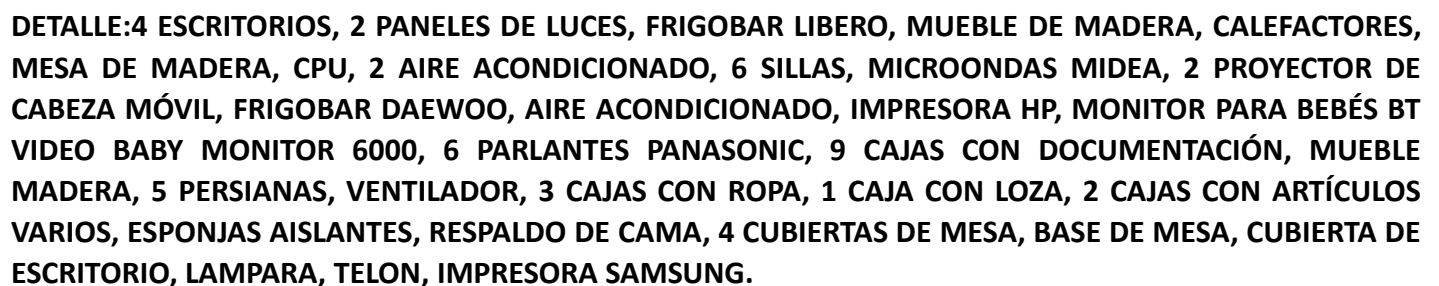 DETALLE:4 ESCRITORIOS, 2 PANELES DE LUCES, FRIGOBAR LIBERO, MUEBLE DE MADERA, CALEFACTORES,
MESA DE MADERA, CPU, 2 AIRE ACONDICIONADO, 6 SILLAS, MICROONDAS MIDEA, 2 PROYECTOR DE
CABEZA MÓVIL, FRIGOBAR DAEWOO, AIRE ACONDICIONADO, IMPRESORA HP, MONITOR PARA BEBÉS BT
VIDEO BABY MONITOR 6000, 6 PARLANTES PANASONIC, 9 CAJAS CON DOCUMENTACIÓN, MUEBLE
MADERA, 5 PERSIANAS, VENTILADOR, 3 CAJAS CON ROPA, 1 CAJA CON LOZA, 2 CAJAS CON ARTÍCULOS
VARIOS, ESPONJAS AISLANTES, RESPALDO DE CAMA, 4 CUBIERTAS DE MESA, BASE DE MESA, CUBIERTA DE
ESCRITORIO, LAMPARA, TELON, IMPRESORA SAMSUNG.